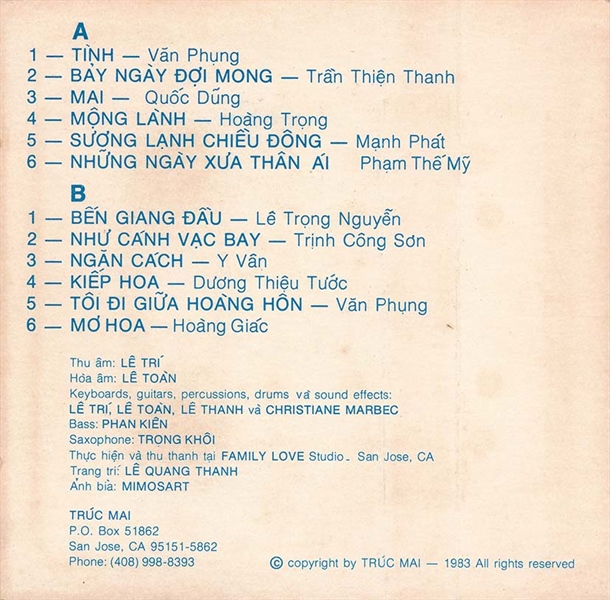 A
1 — TÌNH — Văn Phụng
2 — BẢY NGÀY ĐỢI MONG — Trần Thiện Thanh
3 — MAI — Quốc Dũng
4 — MỘNG LÀNH — Hoàng Trọng
5 — SƯƠNG LẠNH CHIỀU ĐÔNG — Mạnh Phát
6 — NHỮNG NGÀY XƯA THÂN ÁI Phạm Thế Mỹ
B
1 — BẾN GIANG ĐẦU — Lê Trọng Nguyễn
2 — NHƯ CÁNH VẠC BAY — Trịnh Công Sơn
3 — NGĂN CÁCH — Y Vân
4 — KIẾP HOA — Dương Thiệu Tước
5 — TÔI ĐI GIỮA HOÀNG HÔN — Văn Phụng
6 — MƠ HOA — Hoàng Giác
Thu âm: LÊ TRÍ
Hóa âm: LÊ TOÀN
Keyboards, guitars, percussions, drums và sound effects:
LÊ TRÍ, LÊ TOÀN, LÊ THANH và CHRISTIANE MARBEC
Bass: PHAN KIÊN
Saxophone: TRỌNG KHÔI
Thực hiện và thu thanh tại FAMILY LOVE Studio_ San Jose, CA
Trang trí: LÊ QUANG THANH
Ảnh bìa: MIMOSART
TRÚC MAI
P.O. Box 51862
San Jose, CA 95151-5862
Phone: (408) 998-8393
© copyright by TRÚC MAI — 1983 All rights reserved